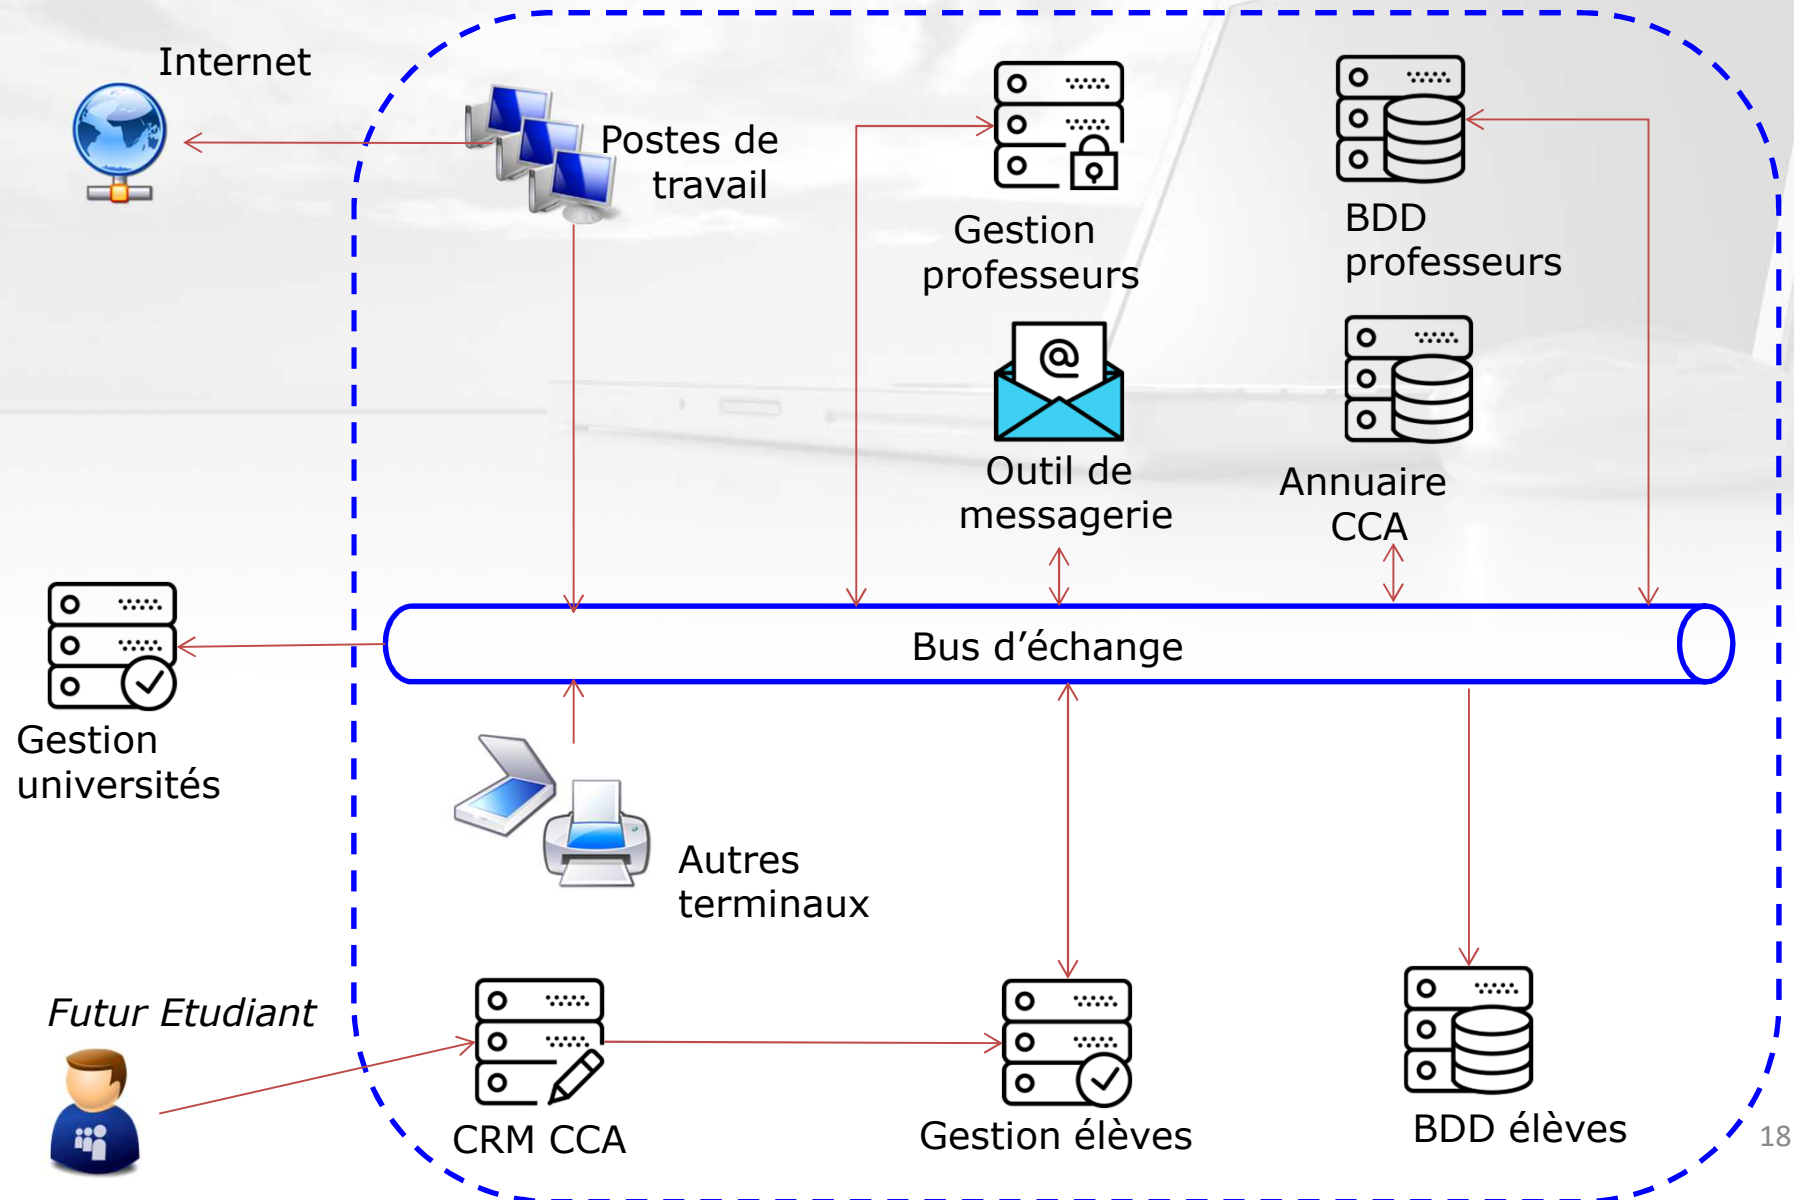 Internet
Postes de
travail
Gestion
professeurs
BDD
professeurs
@
Outil de
messagerie
Annuaire
CCA
Bus d’échange
Gestion
universités
Autres
terminaux
Futur Etudiant
CRM CCA
Gestion élèves
BDD élèves
18